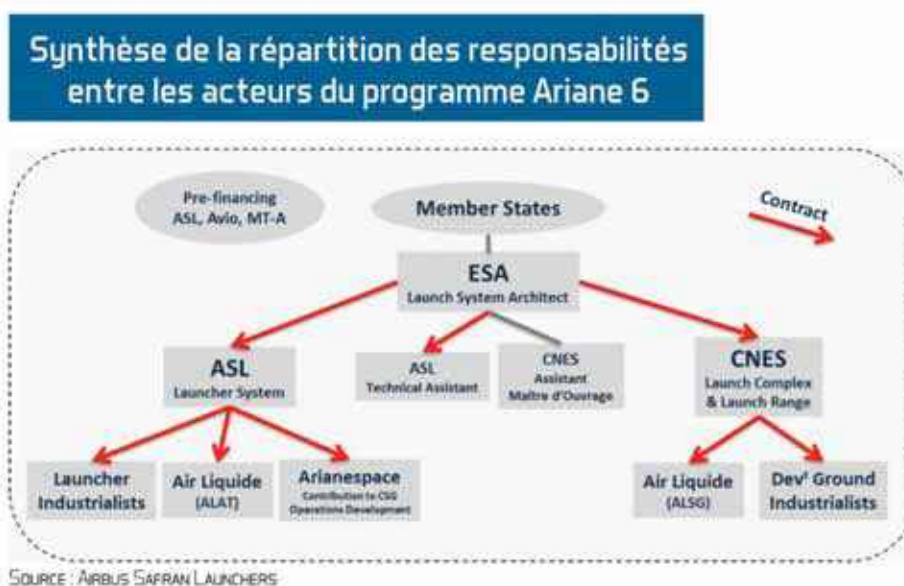 Synthèse de la répartition des responsabilités
entre les acteurs du programme Ariane 6
Pre-financing
ASL, Avio, MT-A
Member States
Contract
ESA
Launch System Architect
ASL
Launcher System
ASL
Technical Assistant
CNES
Assistant
Maître d'Ouvrage
CNES
Launch Complex
& Launch Range
Launcher
Industrialists
Air Liquide
(ALAT)
Arianespace
Contribution to CSG
Operations Development
Air Liquide
(ALSG)
Dev' Ground
Industrialists
Source : Airbus Safran Launchers